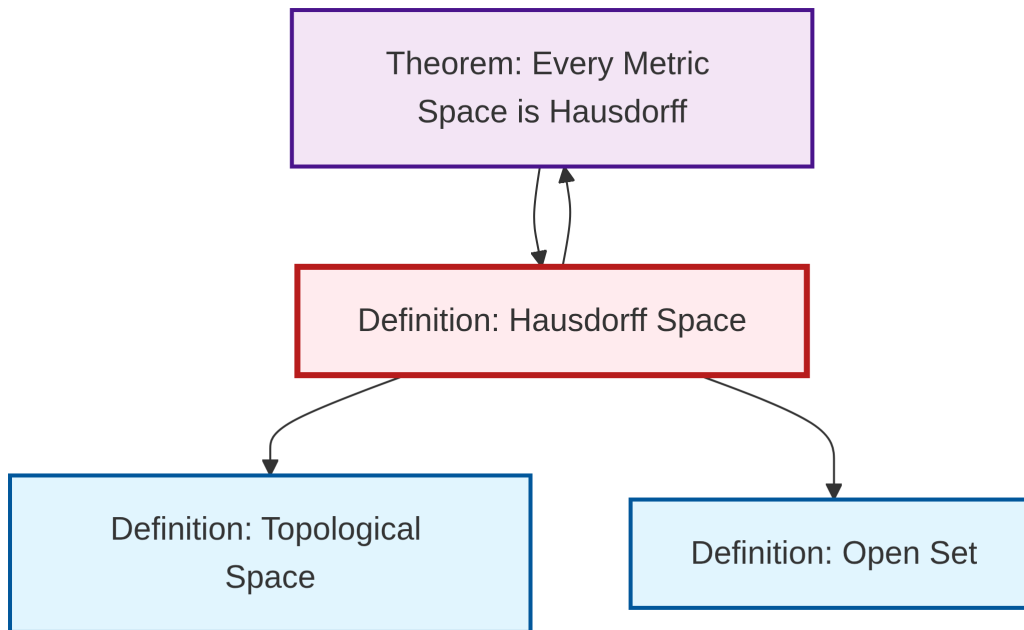 Theorem: Every Metric
Space is Hausdorff
Definition: Hausdorff Space
Definition: Topological
Space
Definition: Open Set